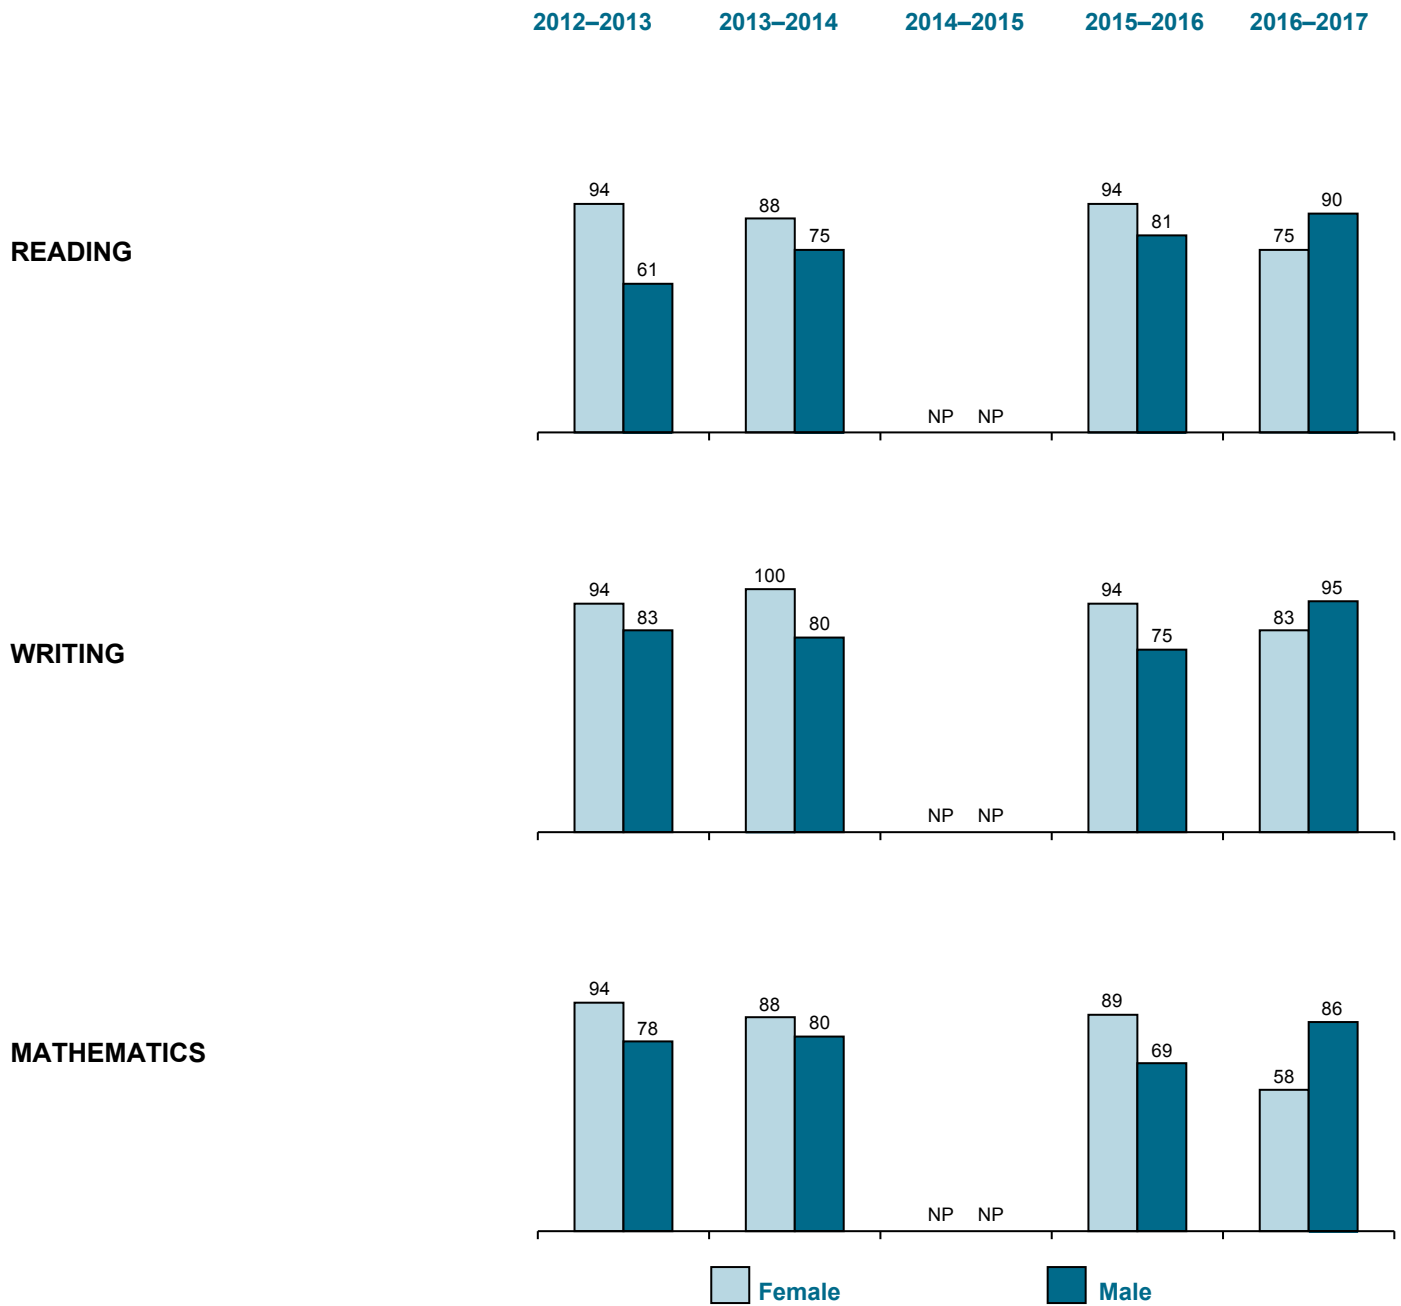 2012–2013 2013–2014 2014–2015 2015–2016 2016–2017
READING
94 61 88 75 NP NP 94 81 75 90
WRITING
94 83 100 80 NP NP 94 75 83 95
MATHEMATICS
94 78 88 80 NP NP 89 69 58 86
Female Male